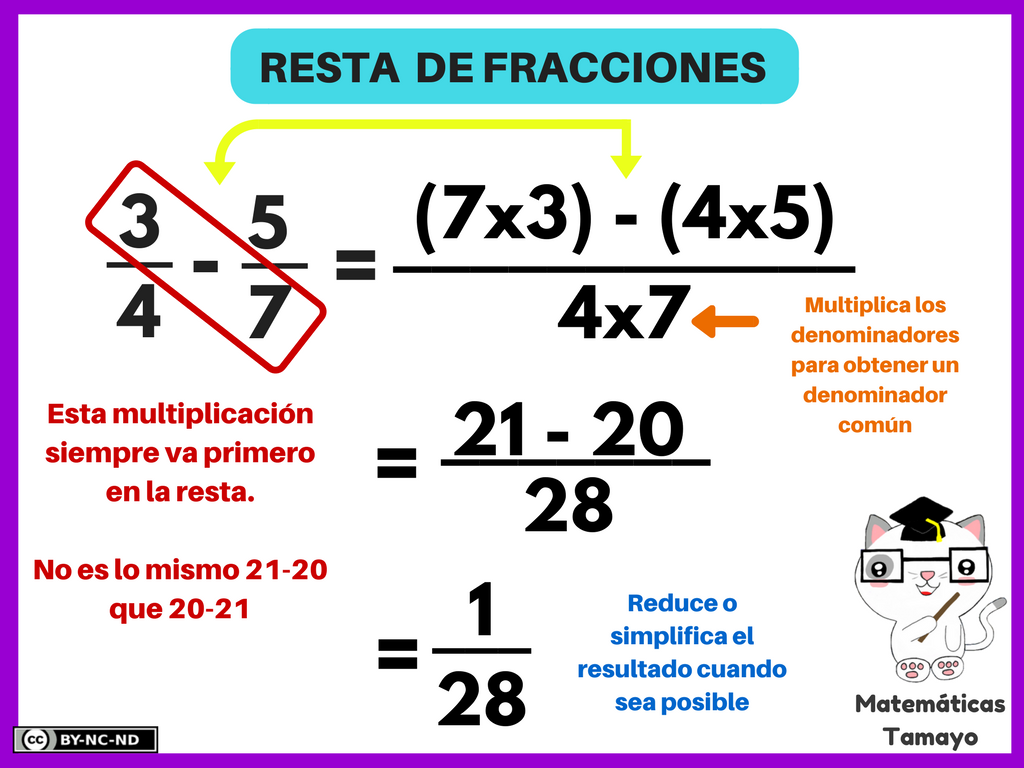 RESTA DE FRACCIONES
3/4 - 5/7 = (7x3) - (4x5)
4x7
Multiplica los
denominadores
para obtener un
denominador
común
Esta multiplicación
siempre va primero
en la resta.
= 21 - 20
28
No es lo mismo 21-20
que 20-21
= 1
28
Reduce o
simplifica el
resultado cuando
sea posible
Matemáticas
Tamayo
cc BY-NC-ND